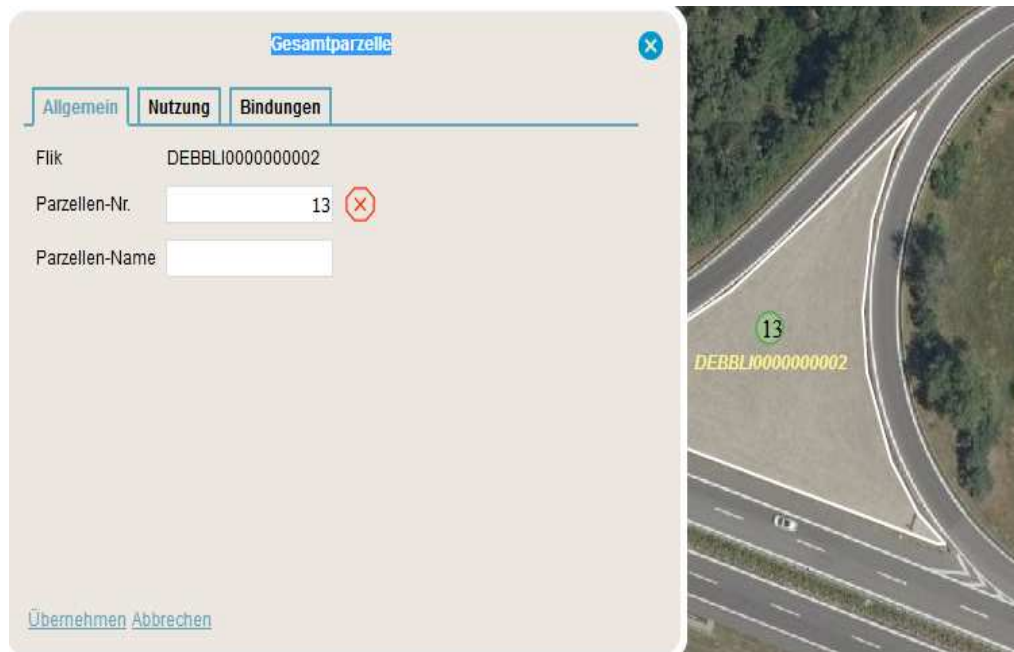 Gesamtparzelle
Allgemein Nutzung Bindungen
Flik DEBBLI0000000002
Parzellen-Nr. 13
Parzellen-Name
Übernehmen Abbrechen
13
DEBBLI0000000002